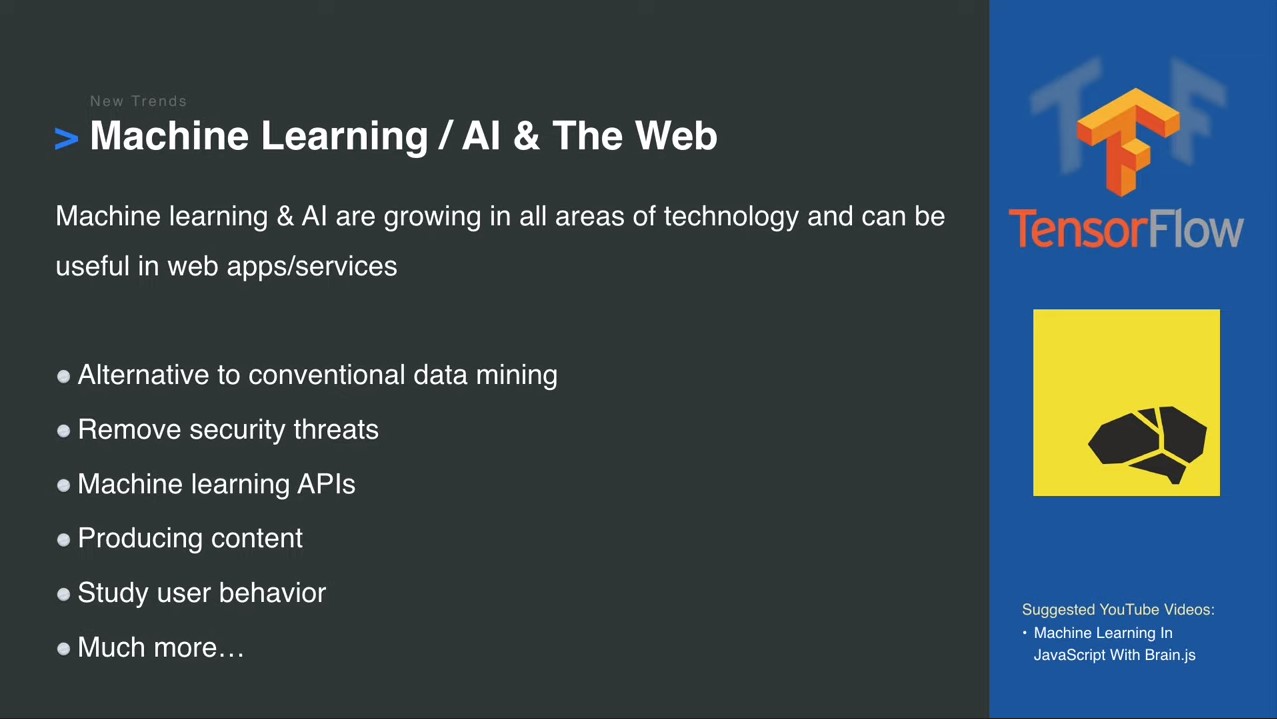 New Trends
> Machine Learning / AI & The Web
Machine learning & AI are growing in all areas of technology and can be
useful in web apps/services
Alternative to conventional data mining
Remove security threats
Machine learning APIs
Producing content
Study user behavior
Much more…
TensorFlow
Suggested YouTube Videos:
• Machine Learning In
JavaScript With Brain.js